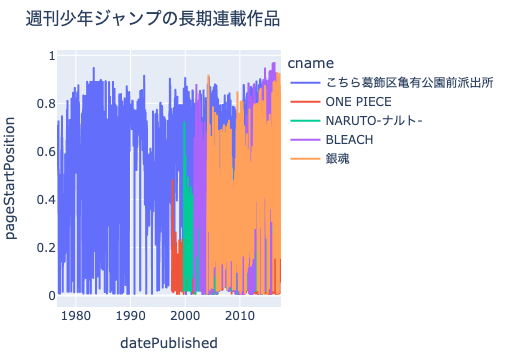 週刊少年ジャンプの長期連載作品
cname
こちら葛飾区亀有公園前派出所
ONE PIECE
NARUTO-ナルト-
BLEACH
銀魂
pageStartPosition
1
0.8
0.6
0.4
0.2
0
1980
1990
2000
2010
datePublished